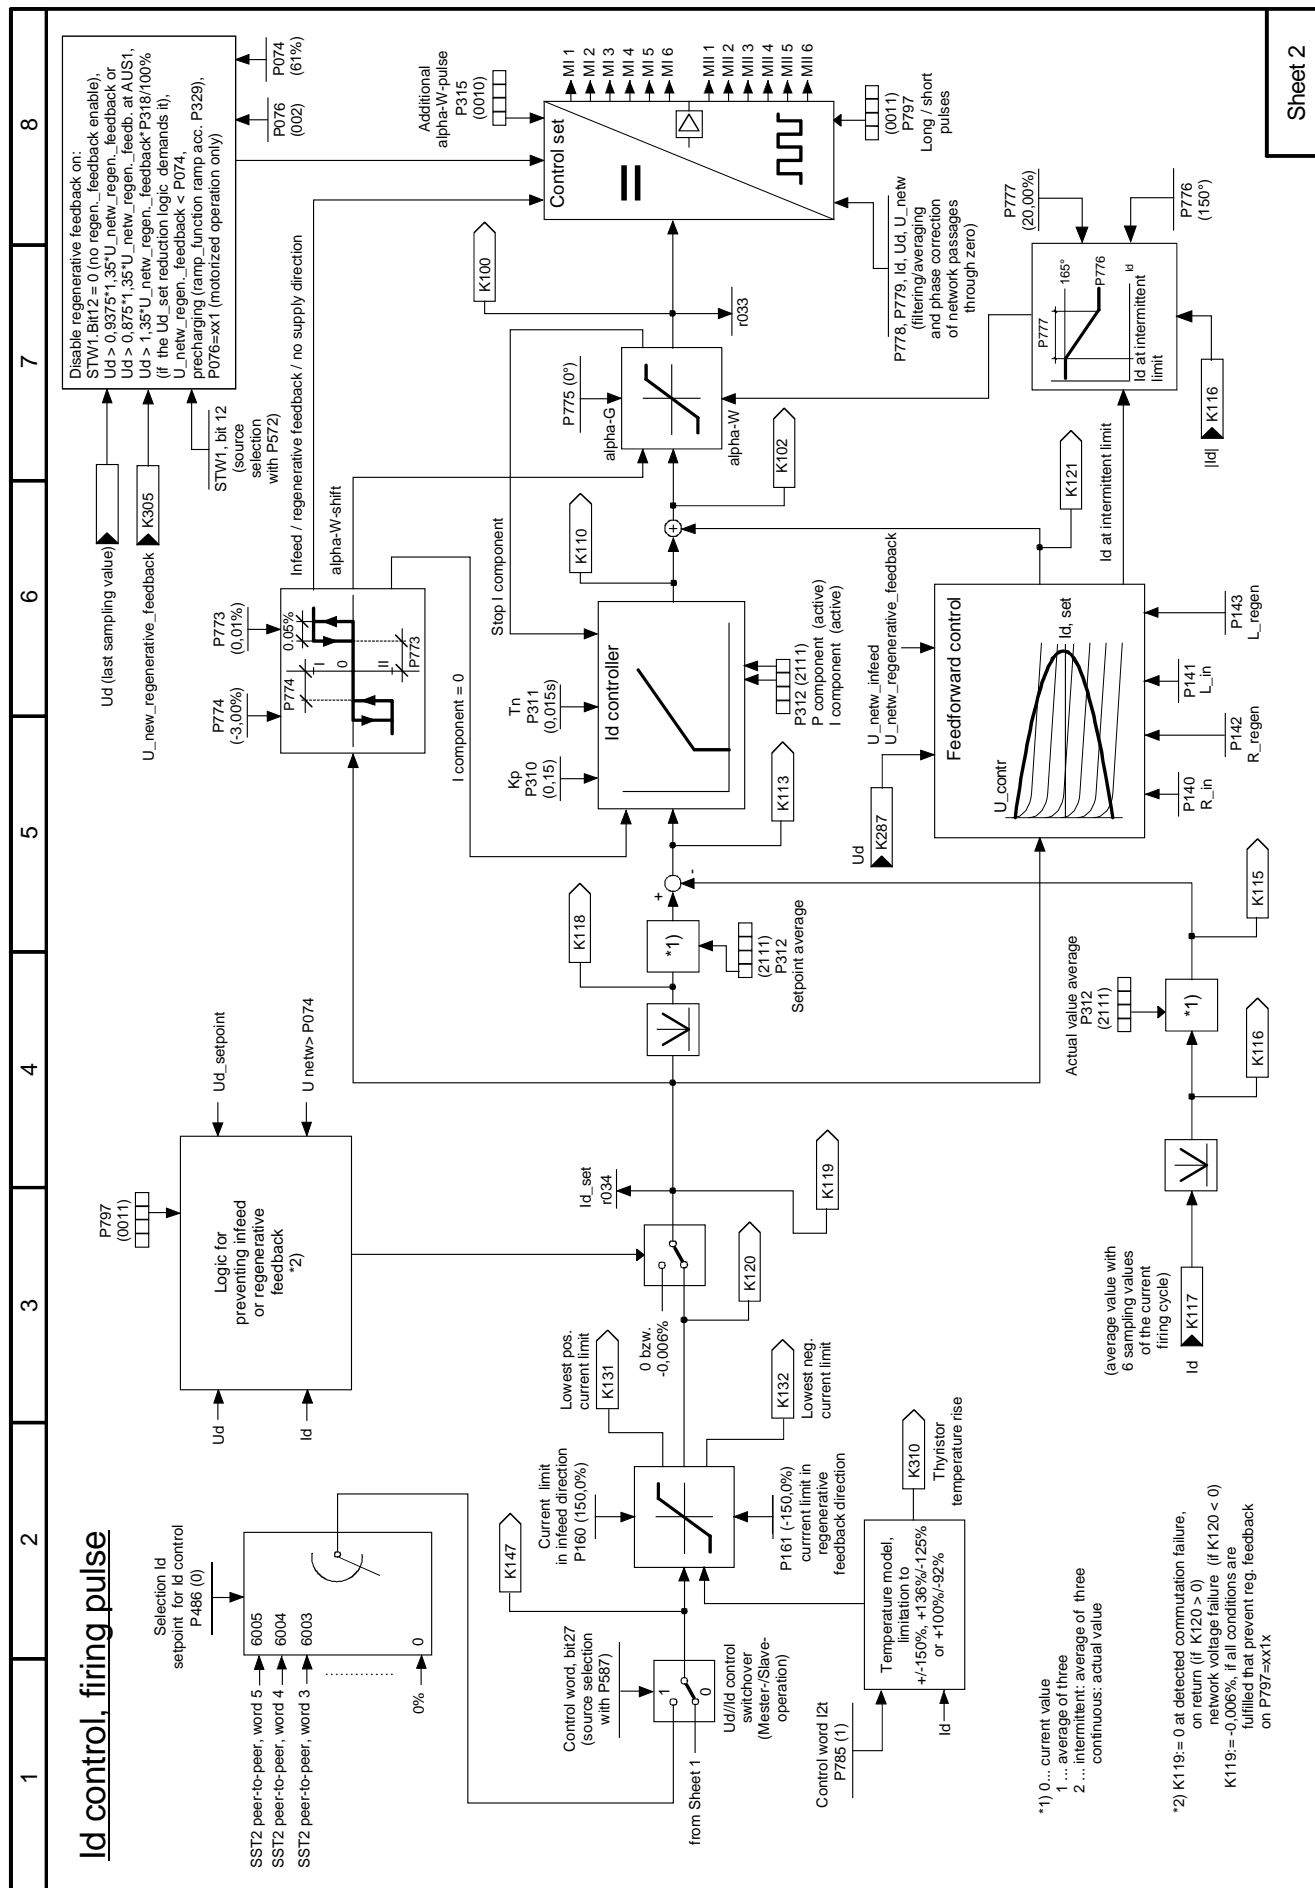 Id control, firing pulse
1
2
3
4
5
6
7
8
Sheet 2
Selection Id
setpoint for Id control
P486 (0)
SST2 peer-to-peer, word 5
6005
SST2 peer-to-peer, word 4
6004
SST2 peer-to-peer, word 3
6003
....................
0%
0
Control word, bit27
(source selection
with P587)
1
0
from Sheet 1
Ud//Id control
switchover
(Mester-/Slave-
operation)
K147
Current limit
in infeed direction
P160 (150,0%)
P161 (-150,0%)
currrent limit in
regenerative
feedback direction
Control word I2t
P785 (1)
Id
Temperature model,
limitation to
+/-150%, +136%/-125%
or +100%/-92%
K310
Thyristor
temperature rise
Lowest pos.
current limit
K131
K132
Lowest neg.
current limit
P797
(0011)
Logic for
preventing infeed
or regenerative
feedback
*2)
Ud
Id
Ud_setpoint
U netw> P074
0 bzw.
-0,006%
K120
Id_set
r034
K119
(average value with
6 sampling values
of the current
firing cycle)
Id
K117
K116
Actual value average
P312
(2111)
*1)
K115
K118
*1)
(2111)
P312
Setpoint average
+
-
K113
Kp
P310
(0,15)
Tn
P311
(0,015s)
Id controller
P312 (2111)
P component (active)
I component (active)
I component = 0
Stop I component
K110
+
K102
P774
(-3,00%)
P773
(0,01%)
P774
0.05%
I
0
II
P773
Infeed / regenerative feedback / no supply direction
alpha-W-shift
Ud
K287
U_netw_infeed
U_netw_regenerative_feedback
Feedforward control
U_contr
Id, set
P140
R_in
P142
R_regen
P141
L_in
P143
L_regen
K121
Id at intermittent limit
P775 (0°)
alpha-G
alpha-W
K100
r033
|Id|
K116
P777
165°
P776
Id
Id at intermittent
limit
P777
(20,00%)
P776
(150°)
Ud (last sampling value)
U_new_regenerative_feedback
K305
STW1, bit 12
(source
selection
with P572)
Disable regenerative feedback on:
STW1.Bit12 = 0 (no regen._feedback enable),
Ud > 0,9375*1,35*U_netw_regen._feedback or
Ud > 0,875*1,35*U_netw_regen._feedb. at AUS1,
Ud > 1,35*U_netw_regen._feedback*P318/100%
(if the Ud_set reduction logic demands it),
U_netw_regen._feedback < P074,
precharging (ramp_function ramp acc. P329),
P076=xx1 (motorized operation only)
P076
(002)
P074
(61%)
Additional
alpha-W-pulse
P315
(0010)
Control set
=
MI 1
MI 2
MI 3
MI 4
MI 5
MI 6
MII 1
MII 2
MII 3
MII 4
MII 5
MII 6
(0011)
P797
Long / short
pulses
P778, P779, Id, Ud, U_netw
(filtering/averaging
and phase correction
of network passages
through zero)
*1) 0... current value
1 ... average of three
2 ... intermittent: average of three
continuous: actual value
*2) K119:= 0 at detected commutation failure,
on return (if K120 > 0)
network voltage failure (if K120 < 0)
K119:= -0,006%, if all conditions are
fulfilled that prevent reg. feedback
on P797=xx1x